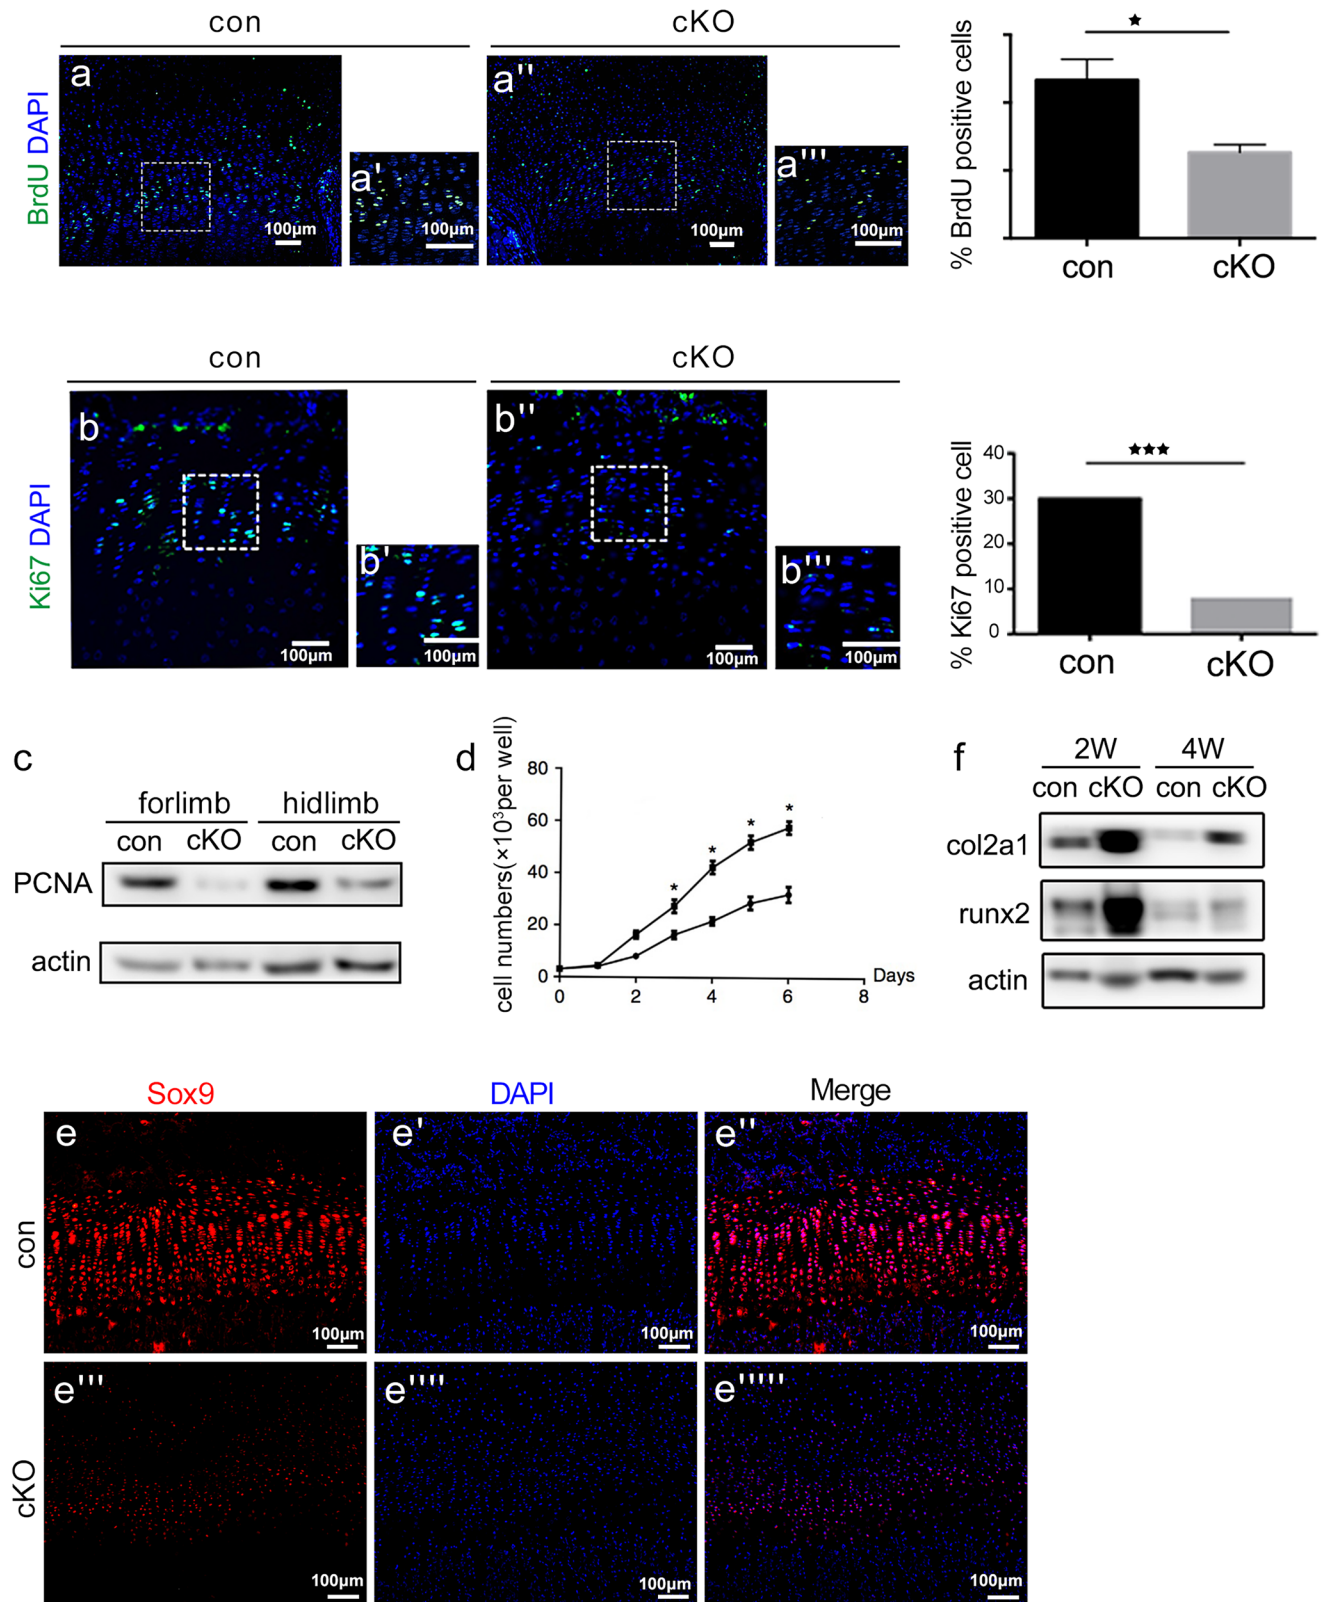 con
cKO
BrdU DAPI
a
a'
a''
a'''
100μm
100μm
100μm
100μm
★
% BrdU positive cells
con
cKO
con
cKO
Ki67 DAPI
b
b'
b''
b'''
100μm
100μm
100μm
100μm
★★★
% Ki67 positive cell
40
30
20
10
0
con
cKO
c
forlimb hidlimb
con cKO con cKO
PCNA
actin
d
cell numbers(×10³per well)
80
60
40
20
0
* * * *
0 2 4 6 8
Days
f
2W 4W
con cKO con cKO
col2a1
runx2
actin
Sox9 DAPI Merge
con
e e' e''
100μm 100μm 100μm
cKO
e''' e'''' e'''''
100μm 100μm 100μm